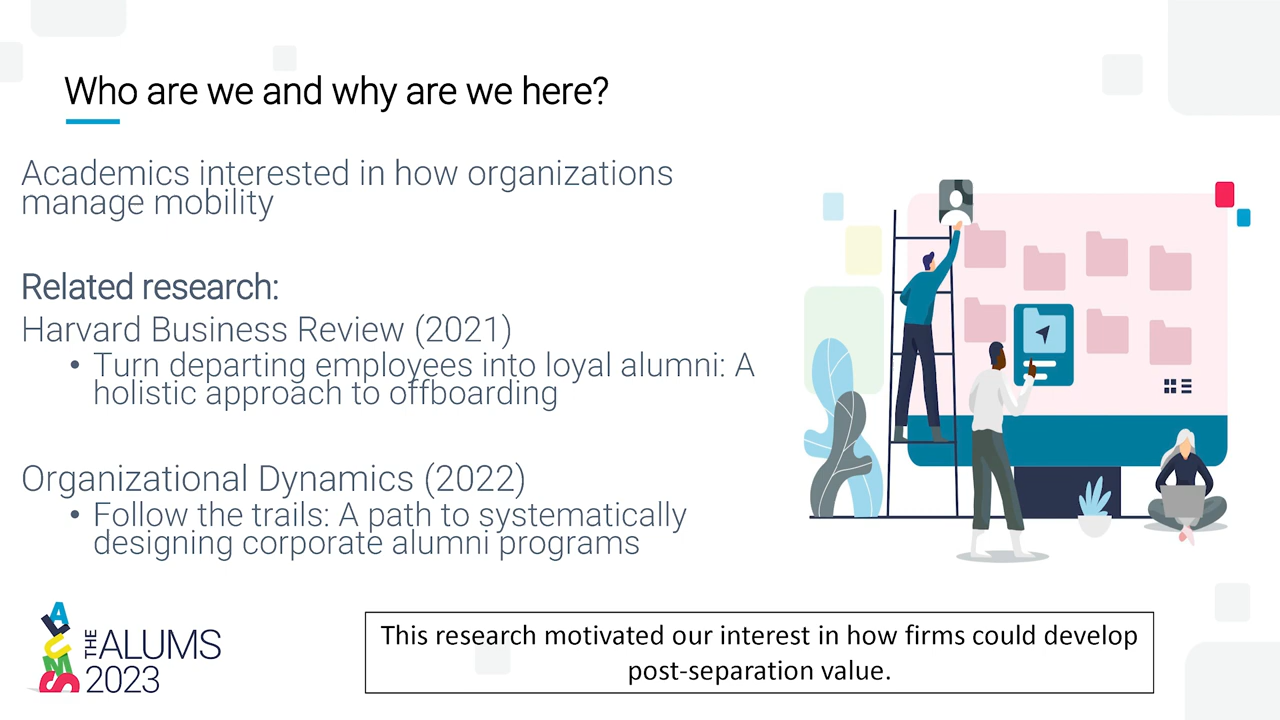 Who are we and why are we here?
Academics interested in how organizations
manage mobility
Related research:
Harvard Business Review (2021)
• Turn departing employees into loyal alumni: A
holistic approach to offboarding
Organizational Dynamics (2022)
• Follow the trails: A path to systematically
designing corporate alumni programs
ALUMS
THE ALUMS
2023
This research motivated our interest in how firms could develop
post-separation value.